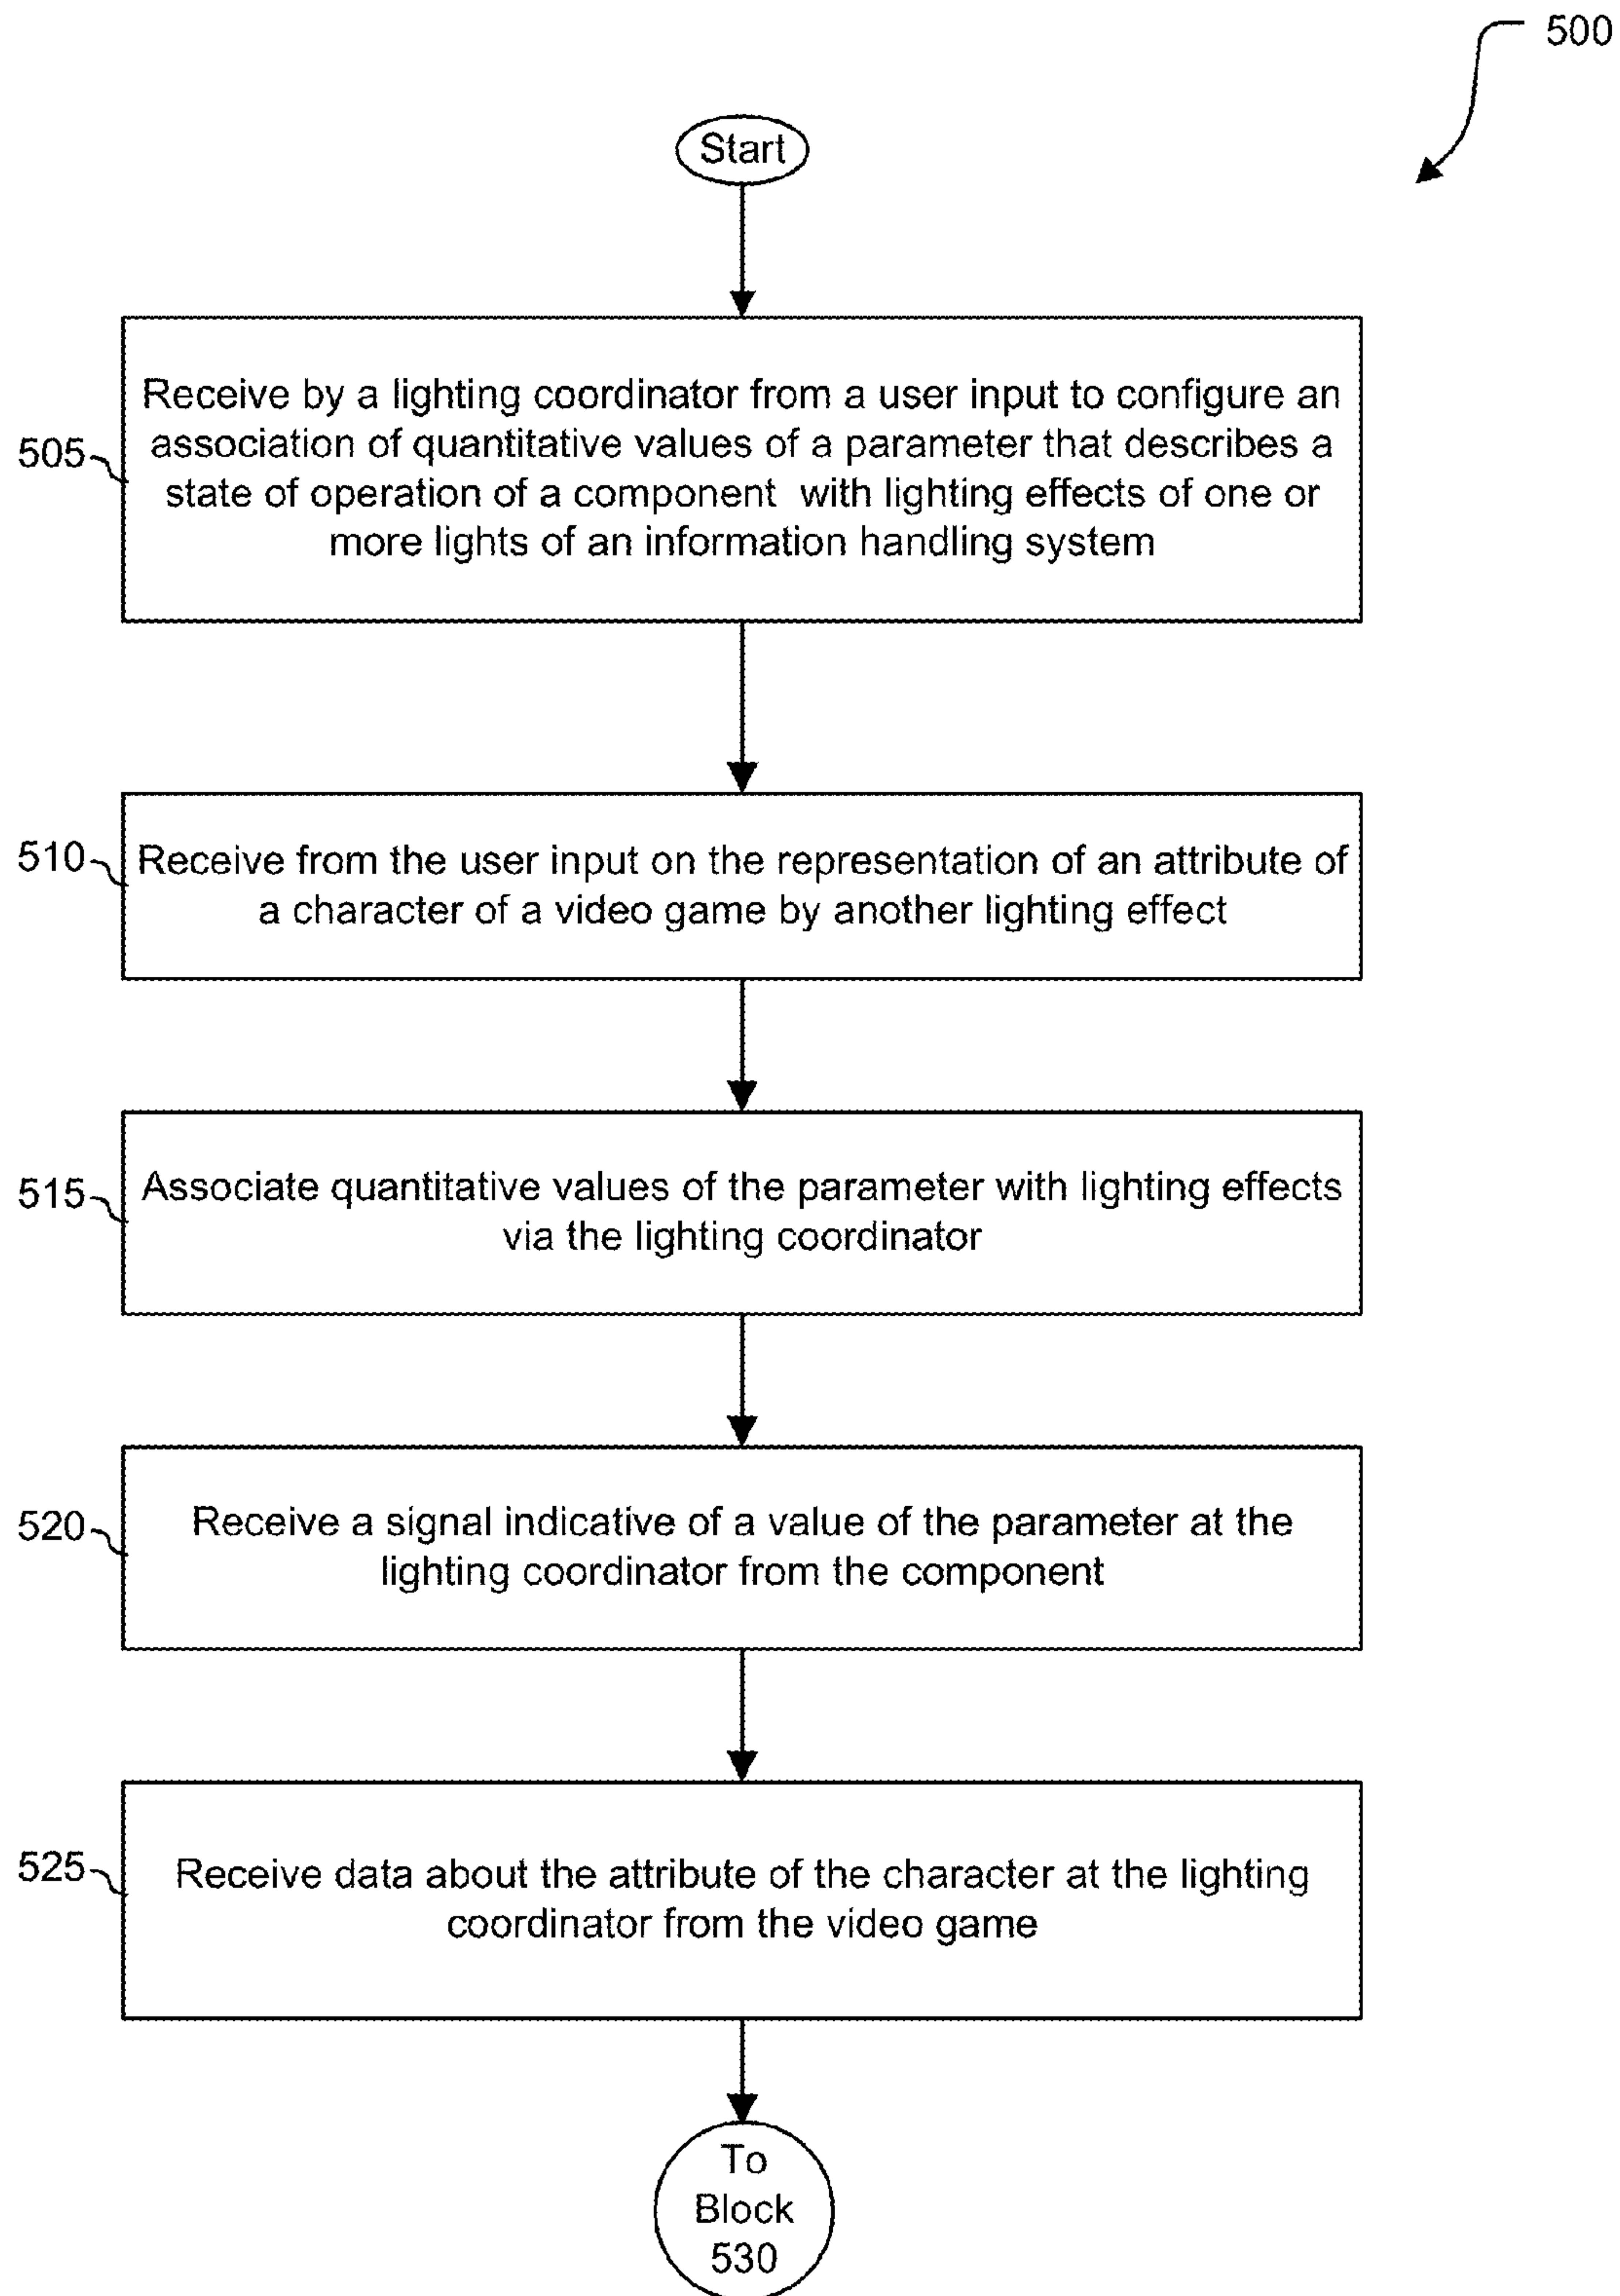 500
Start
505
Receive by a lighting coordinator from a user input to configure an
association of quantitative values of a parameter that describes a
state of operation of a component with lighting effects of one or
more lights of an information handling system
510
Receive from the user input on the representation of an attribute of
a character of a video game by another lighting effect
515
Associate quantitative values of the parameter with lighting effects
via the lighting coordinator
520
Receive a signal indicative of a value of the parameter at the
lighting coordinator from the component
525
Receive data about the attribute of the character at the lighting
coordinator from the video game
To
Block
530